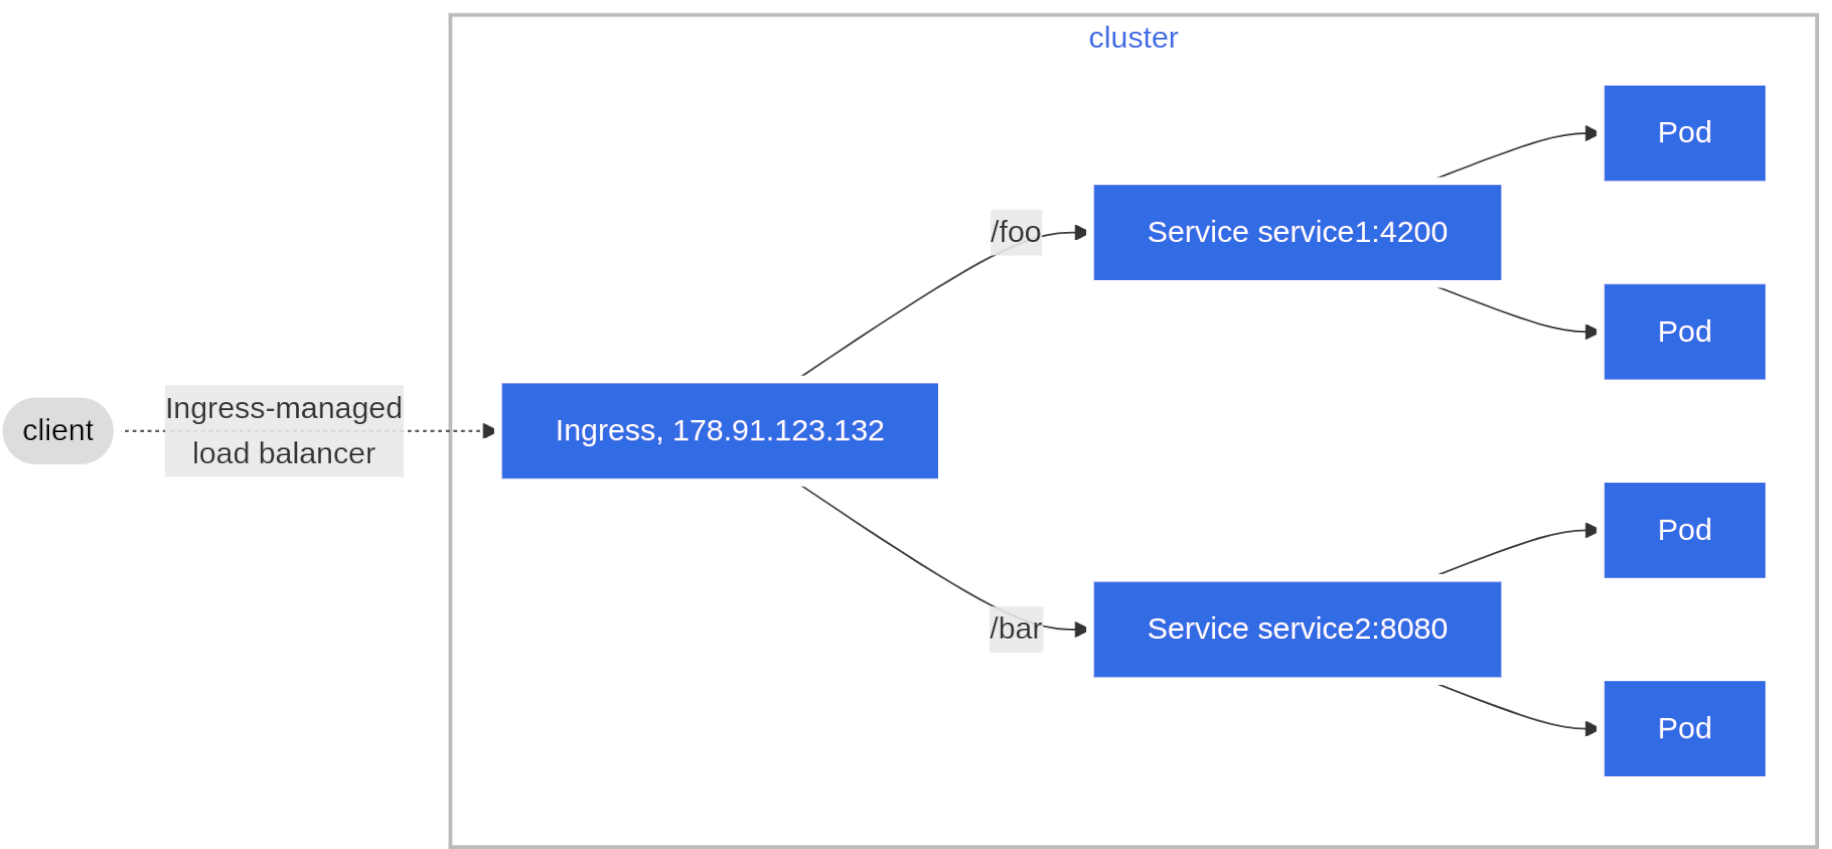 cluster
client
Ingress-managed
load balancer
Ingress, 178.91.123.132
/foo
Service service1:4200
Pod
Pod
/bar
Service service2:8080
Pod
Pod